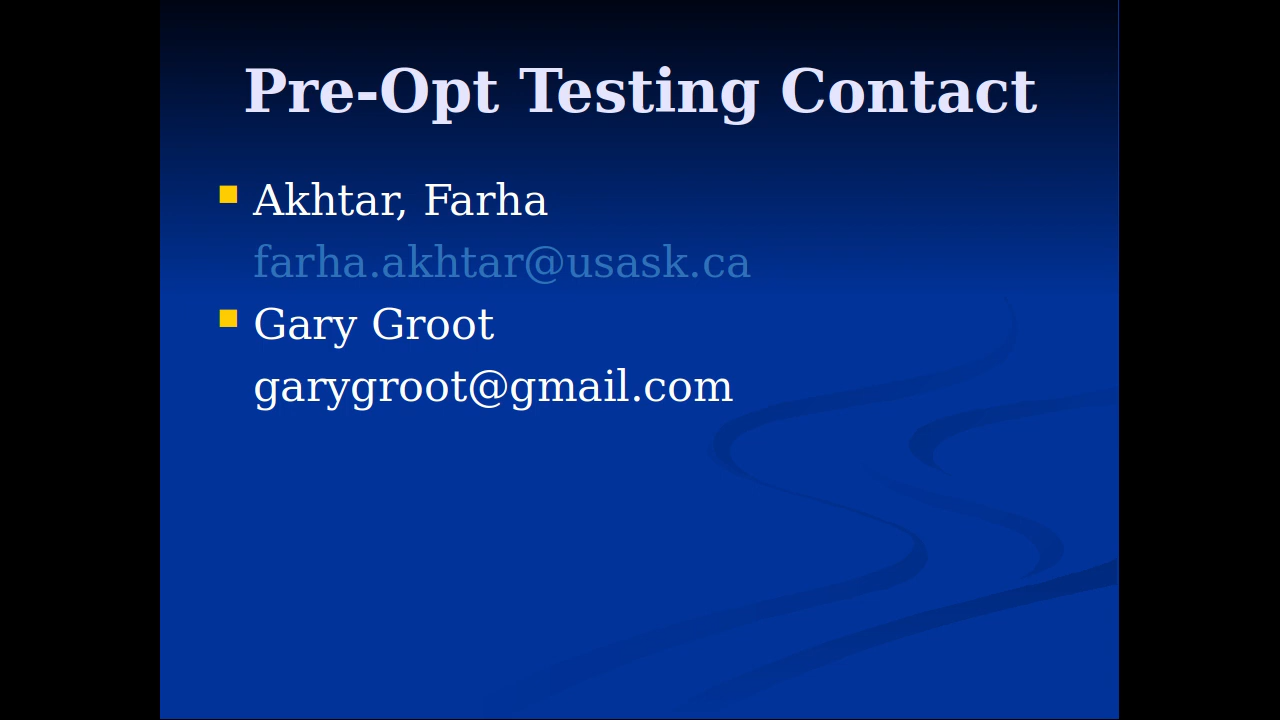 Pre-Opt Testing Contact
Akhtar, Farha
farha.akhtar@usask.ca
Gary Groot
garygroot@gmail.com